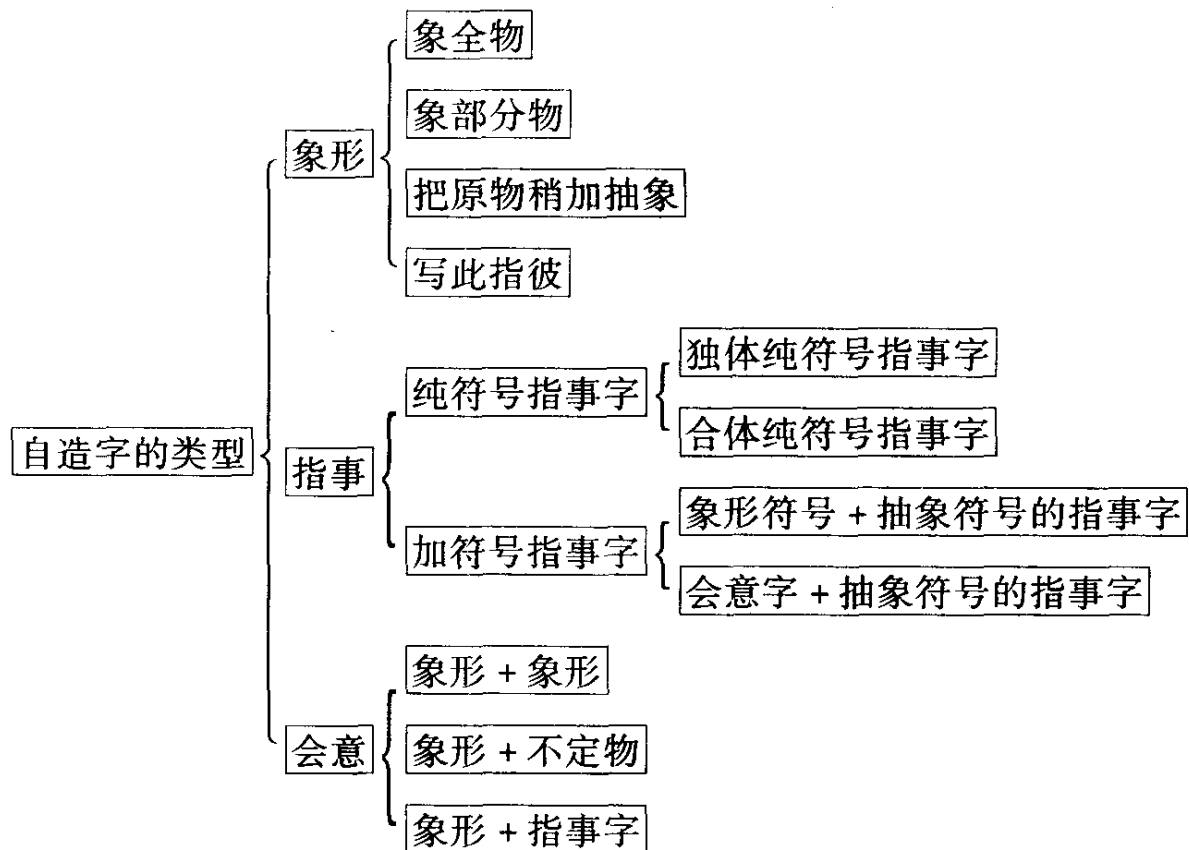 自造字的类型
象形
象全物
象部分物
把原物稍加抽象
写此指彼
指事
纯符号指事字
独体纯符号指事字
合体纯符号指事字
加符号指事字
象形符号+抽象符号的指事字
会意字+抽象符号的指事字
会意
象形+象形
象形+不定物
象形+指事字